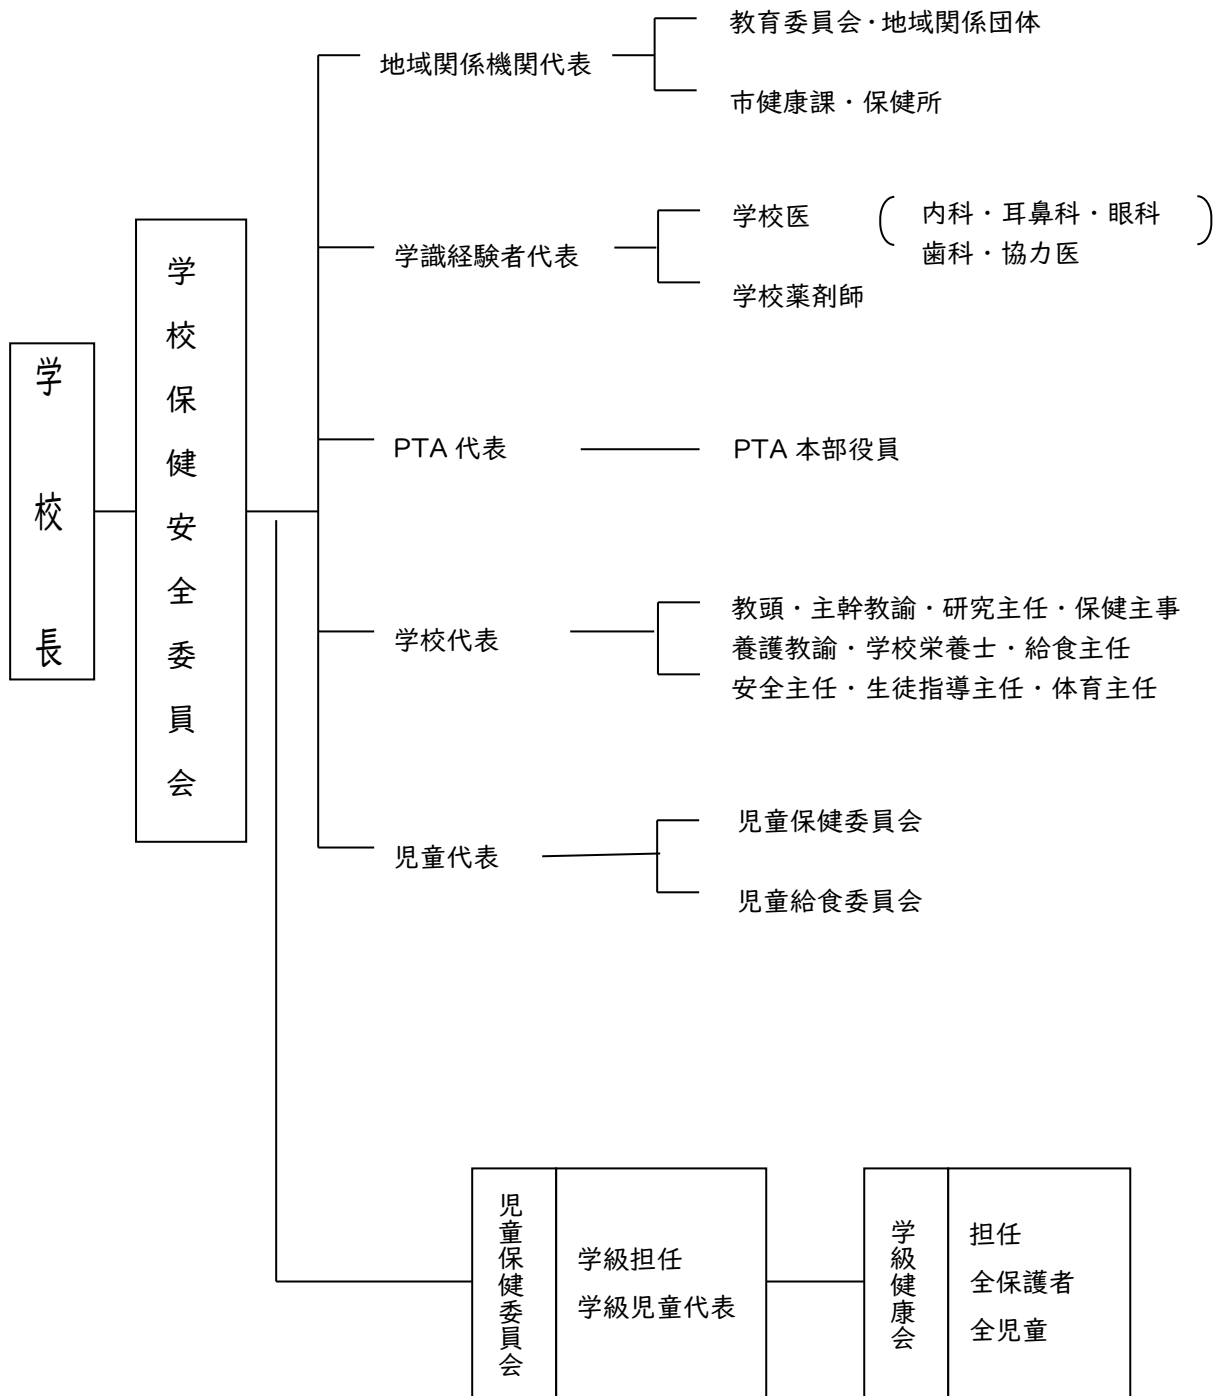 学校長
学校保健安全委員会
地域関係機関代表
教育委員会・地域関係団体
市健康課・保健所
学識経験者代表
学校医
内科・耳鼻科・眼科
歯科・協力医
学校薬剤師
PTA 代表
PTA 本部役員
学校代表
教頭・主幹教諭・研究主任・保健主事
養護教諭・学校栄養士・給食主任
安全主任・生徒指導主任・体育主任
児童代表
児童保健委員会
児童給食委員会
児童保健委員会
学級担任
学級児童代表
学級健康会
担任
全保護者
全児童